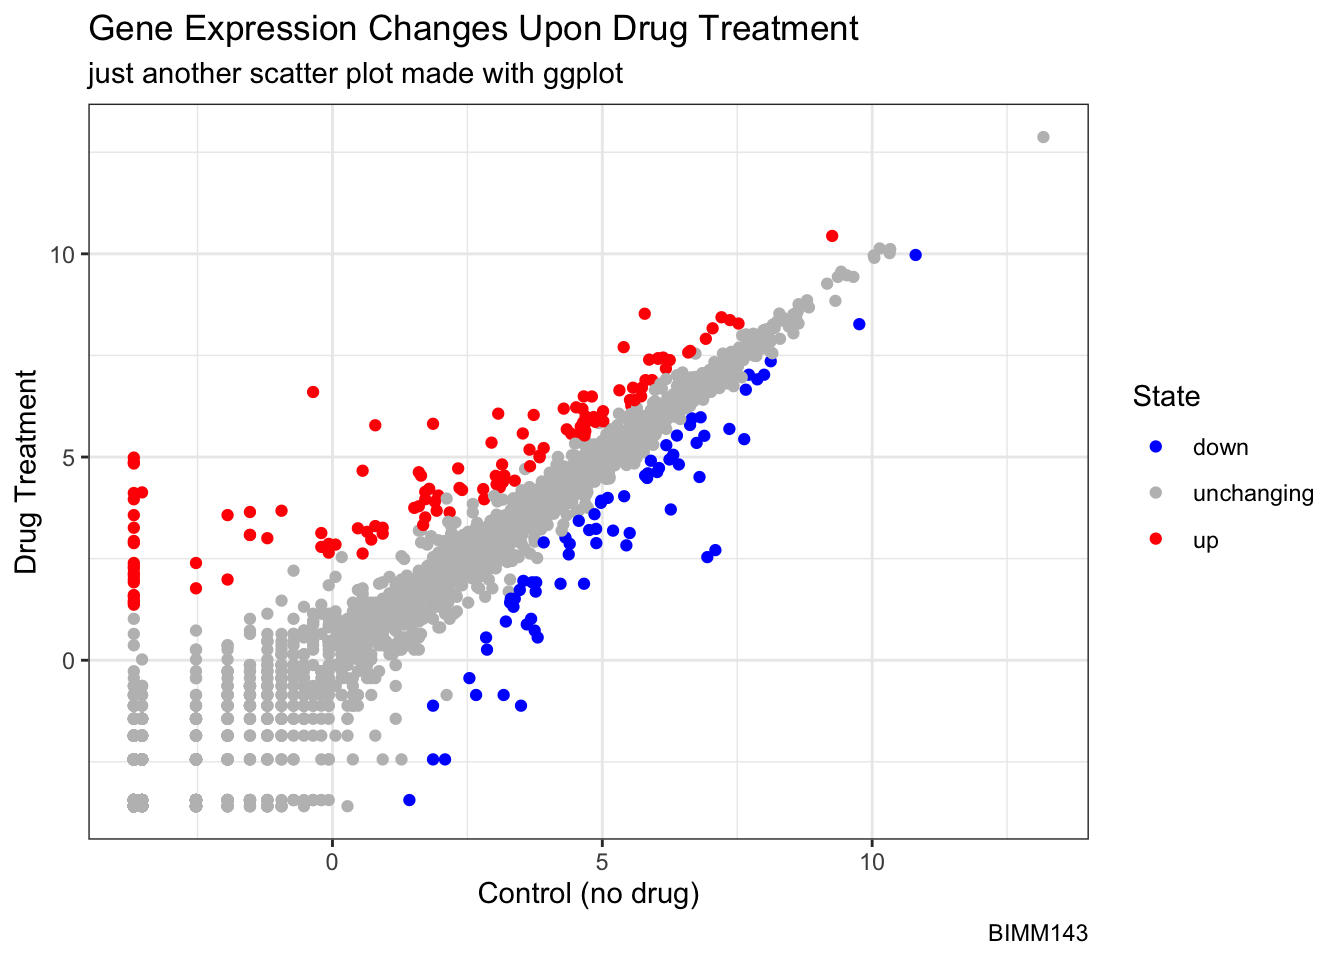 Gene Expression Changes Upon Drug Treatment
just another scatter plot made with ggplot
Drug Treatment
10
5
0
0
5
10
Control (no drug)
State
down
unchanging
up
BIMM143